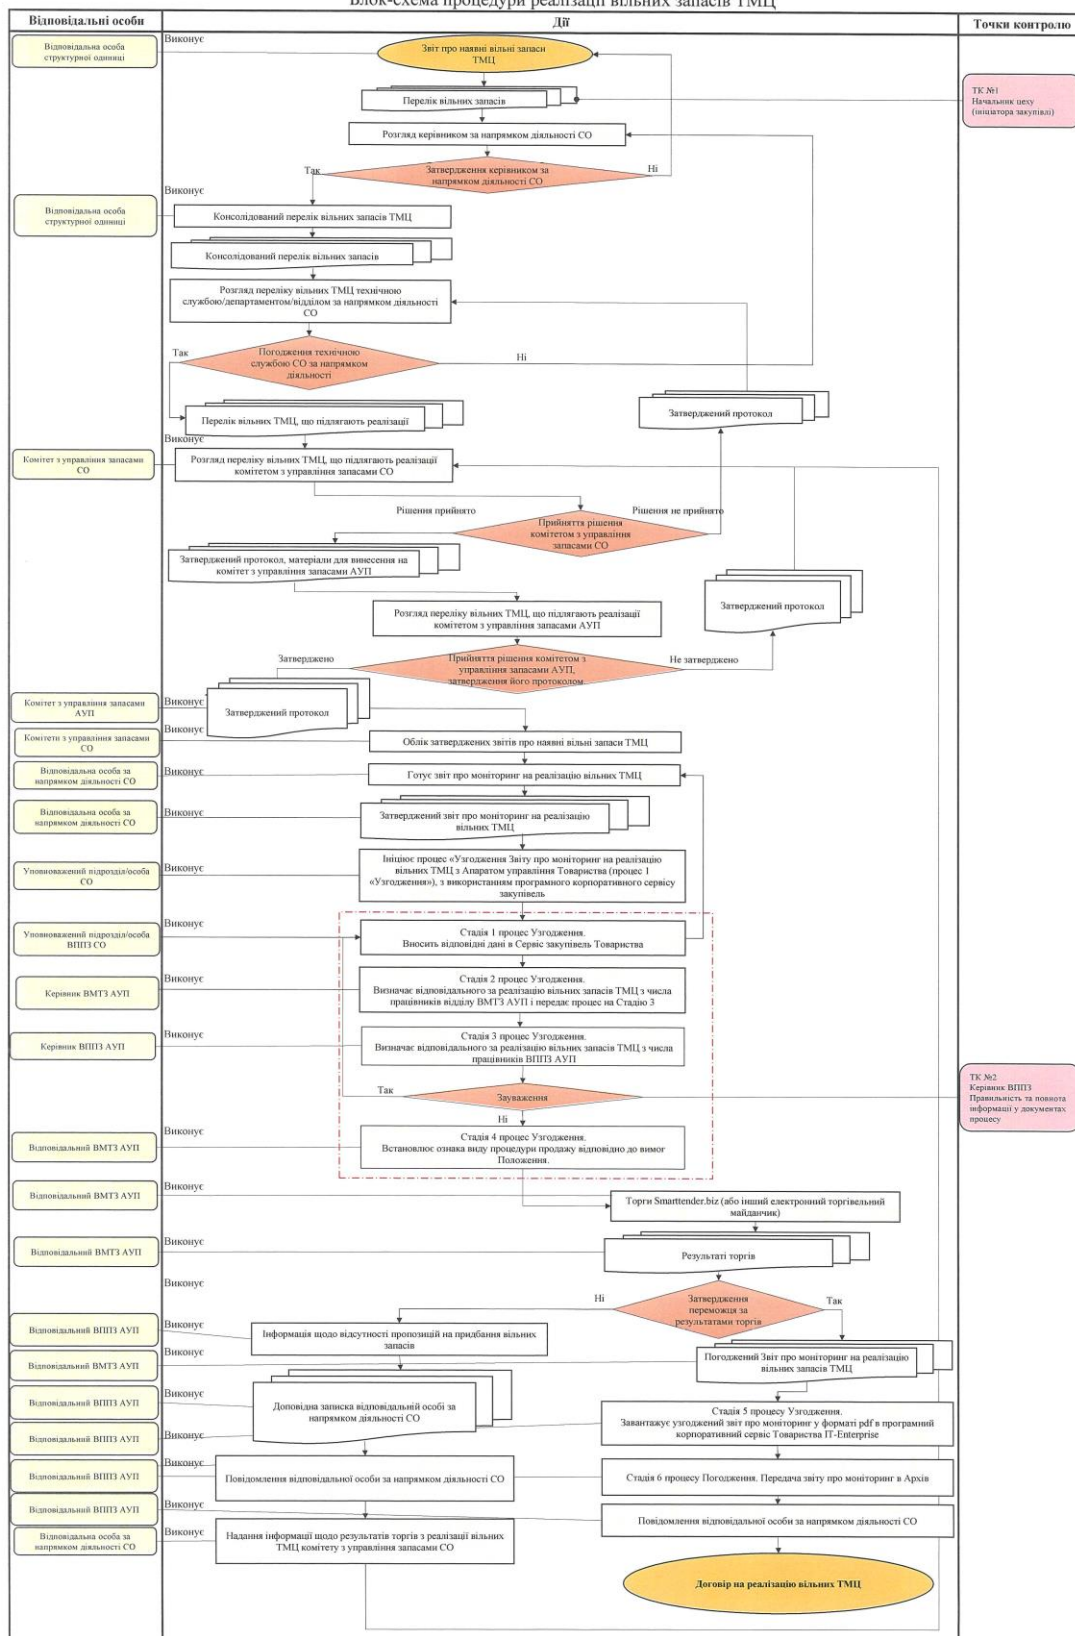 Блок-схема процедури реалізації вільних запасів ТМЦ
Відповідальні особи
Дії
Точки контролю
Відповідальна особа
структурної одиниці
Виконує
Звіт про наявні вільні запаси
ТМЦ
Перелік вільних запасів
ТК №1
Начальник цеху
(ініціатора закупівлі)
Розгляд керівником за напрямком діяльності СО
Так
Затвердження керівником за
напрямком діяльності СО
Ні
Виконує
Відповідальна особа
структурної одиниці
Консолідований перелік вільних запасів ТМЦ
Консолідований перелік вільних запасів
Розгляд переліку вільних ТМЦ технічною
службою/департаментом/відділом за напрямком діяльності
СО
Так
Погодження технічною
службою СО за напрямком
діяльності
Ні
Перелік вільних ТМЦ, що підлягають реалізації
Затверджений протокол
Виконує
Комітет з управління запасами
СО
Розгляд переліку вільних ТМЦ, що підлягають реалізації
комітетом з управління запасами СО
Рішення прийнято
Рішення не прийнято
Прийняття рішення
комітетом з управління
запасами СО
Затверджений протокол, матеріали для винесення на
комітет з управління запасами АУП
Затверджений протокол
Розгляд переліку вільних ТМЦ, що підлягають реалізації
комітетом з управління запасами АУП
Затверджено
Прийняття рішення комітетом з
управління запасами АУП,
затвердження його протоколом
Не затверджено
Комітет з управління запасами
АУП
Виконує
Затверджений протокол
Комітети з управління запасами
СО
Виконує
Облік затверджених звітів про наявні вільні запаси ТМЦ
Відповідальна особа за
напрямком діяльності СО
Виконує
Готує звіт про моніторинг на реалізацію вільних ТМЦ
Відповідальна особа за
напрямком діяльності СО
Виконує
Затверджений звіт про моніторинг на реалізацію
вільних ТМЦ
Уповноважений підрозділ/особа
СО
Виконує
Ініціює процес «Узгодження Звіту про моніторинг на реалізацію
вільних ТМЦ з Апаратом управління Товариства (процес 1
«Узгодження»), з використанням програмного корпоративного сервісу
закупівель
Уповноважений підрозділ/особа
ВППЗ СО
Виконує
Стадія 1 процес Узгодження.
Вносить відповідні дані в Сервіс закупівель Товариства
Керівник ВМТЗ АУП
Виконує
Стадія 2 процес Узгодження.
Визначає відповідального за реалізацію вільних запасів ТМЦ з числа
працівників відділу ВМТЗ АУП і передає процес на Стадію 3
Керівник ВППЗ АУП
Виконує
Стадія 3 процес Узгодження.
Визначає відповідального за реалізацію вільних запасів ТМЦ з числа
працівників ВППЗ АУП
Так
Зауваження
Ні
ТК №2
Керівник ВППЗ
Правильність та повнота
інформації у документах
процесу
Відповідальний ВМТЗ АУП
Виконує
Стадія 4 процес Узгодження.
Встановлює ознака виду процедури продажу відповідно до вимог
Положення.
Відповідальний ВМТЗ АУП
Виконує
Торги Smarttender.biz (або інший електронний торгівельний
майданчик)
Відповідальний ВМТЗ АУП
Виконує
Результаті торгів
Виконує
Ні
Затвердження
переможця за
результатами торгів
Так
Відповідальний ВППЗ АУП
Інформація щодо відсутності пропозицій на придбання вільних
запасів
Відповідальний ВМТЗ АУП
Виконує
Погоджений Звіт про моніторинг на реалізацію
вільних запасів ТМЦ
Відповідальний ВППЗ АУП
Виконує
Доповідна записка відповідальній особі за
напрямком діяльності СО
Відповідальний ВППЗ АУП
Виконує
Стадія 5 процесу Узгодження.
Завантажує узгоджений звіт про моніторинг у форматі pdf в програмний
корпоративний сервіс Товариства IT-Enterprise
Відповідальний ВППЗ АУП
Виконує
Повідомлення відповідальної особи за напрямком діяльності СО
Стадія 6 процесу Погодження. Передача звіту про моніторинг в Архів
Відповідальний ВППЗ АУП
Виконує
Повідомлення відповідальної особи за напрямком діяльності СО
Відповідальна особа за
напрямком діяльності СО
Виконує
Надання інформації щодо результатів торгів з реалізації вільних
ТМЦ комітету з управління запасами СО
Договір на реалізацію вільних ТМЦ